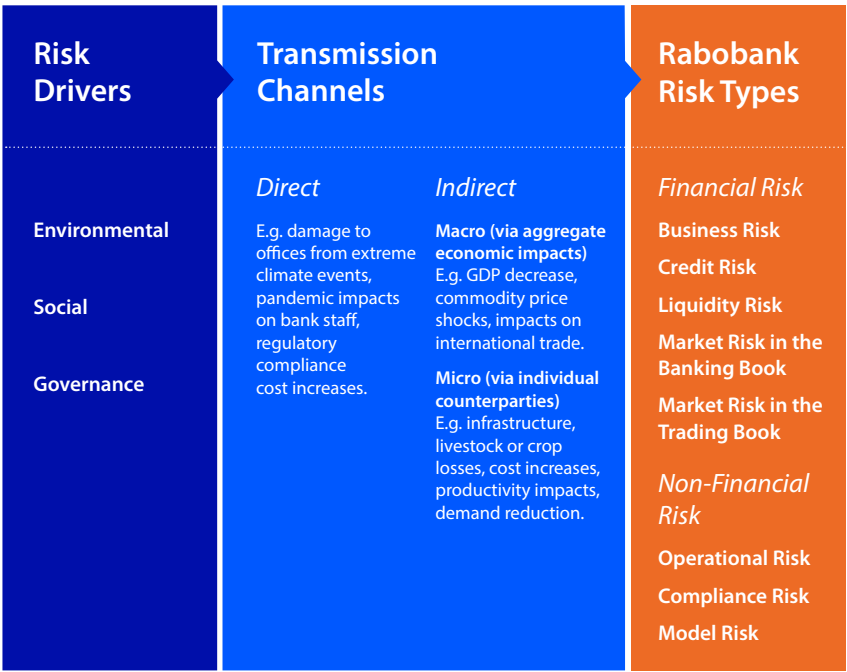 Risk
Drivers
Environmental
Social
Governance
Transmission
Channels
Direct
E.g. damage to
offices from extreme
climate events,
pandemic impacts
on bank staff,
regulatory
compliance
cost increases.
Indirect
Macro (via aggregate
economic impacts)
E.g. GDP decrease,
commodity price
shocks, impacts on
international trade.
Micro (via individual
counterparties)
E.g. infrastructure,
livestock or crop
losses, cost increases,
productivity impacts,
demand reduction.
Rabobank
Risk Types
Financial Risk
Business Risk
Credit Risk
Liquidity Risk
Market Risk in the
Banking Book
Market Risk in the
Trading Book
Non-Financial
Risk
Operational Risk
Compliance Risk
Model Risk